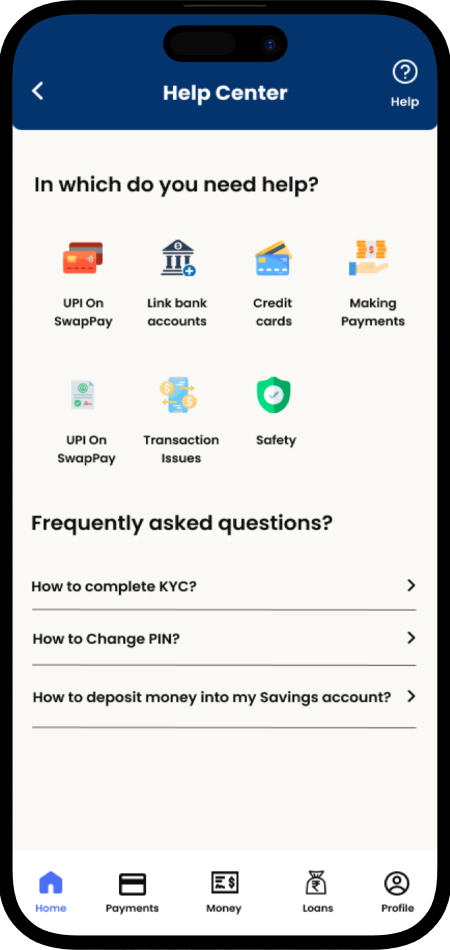 Help Center
Help
In which do you need help?
UPI On
SwapPay
Link bank
accounts
Credit
cards
Making
Payments
UPI On
SwapPay
Transaction
Issues
Safety
Frequently asked questions?
How to complete KYC?
How to Change PIN?
How to deposit money into my Savings account?
Home
Payments
Money
Loans
Profile